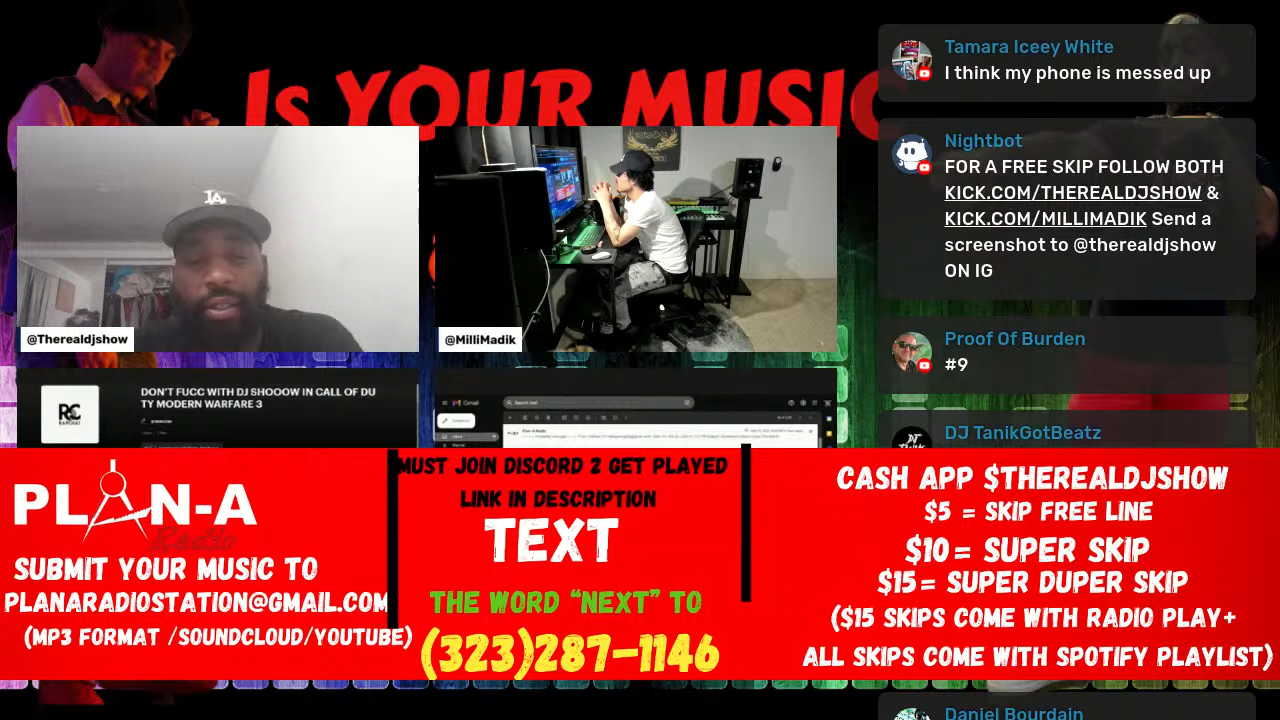 Is YOUR MUSIC
LA
@Therealdjshow
@MilliMadik
Tamara Iceey White
I think my phone is messed up
Nightbot
FOR A FREE SKIP FOLLOW BOTH
KICK.COM/THEREALDJSHOW &
KICK.COM/MILLIMADIK Send a
screenshot to @therealdjshow
ON IG
Proof Of Burden
#9
DJ TanikGotBeatz
Daniel Bourdain
DON'T FUCC WITH DJ SHOOOW IN CALL OF DU
TY MODERN WARFARE 3
Gmail
PLAN-A
Radio
SUBMIT YOUR MUSIC TO
PLANARADIOSTATION@GMAIL.COM
(MP3 FORMAT /SOUNDCLOUD/YOUTUBE)
MUST JOIN DISCORD 2 GET PLAYED
LINK IN DESCRIPTION
TEXT
THE WORD “NEXT” TO
(323)287-1146
CASH APP $THEREALDJSHOW
$5 = SKIP FREE LINE
$10= SUPER SKIP
$15= SUPER DUPER SKIP
($15 SKIPS COME WITH RADIO PLAY+
ALL SKIPS COME WITH SPOTIFY PLAYLIST)